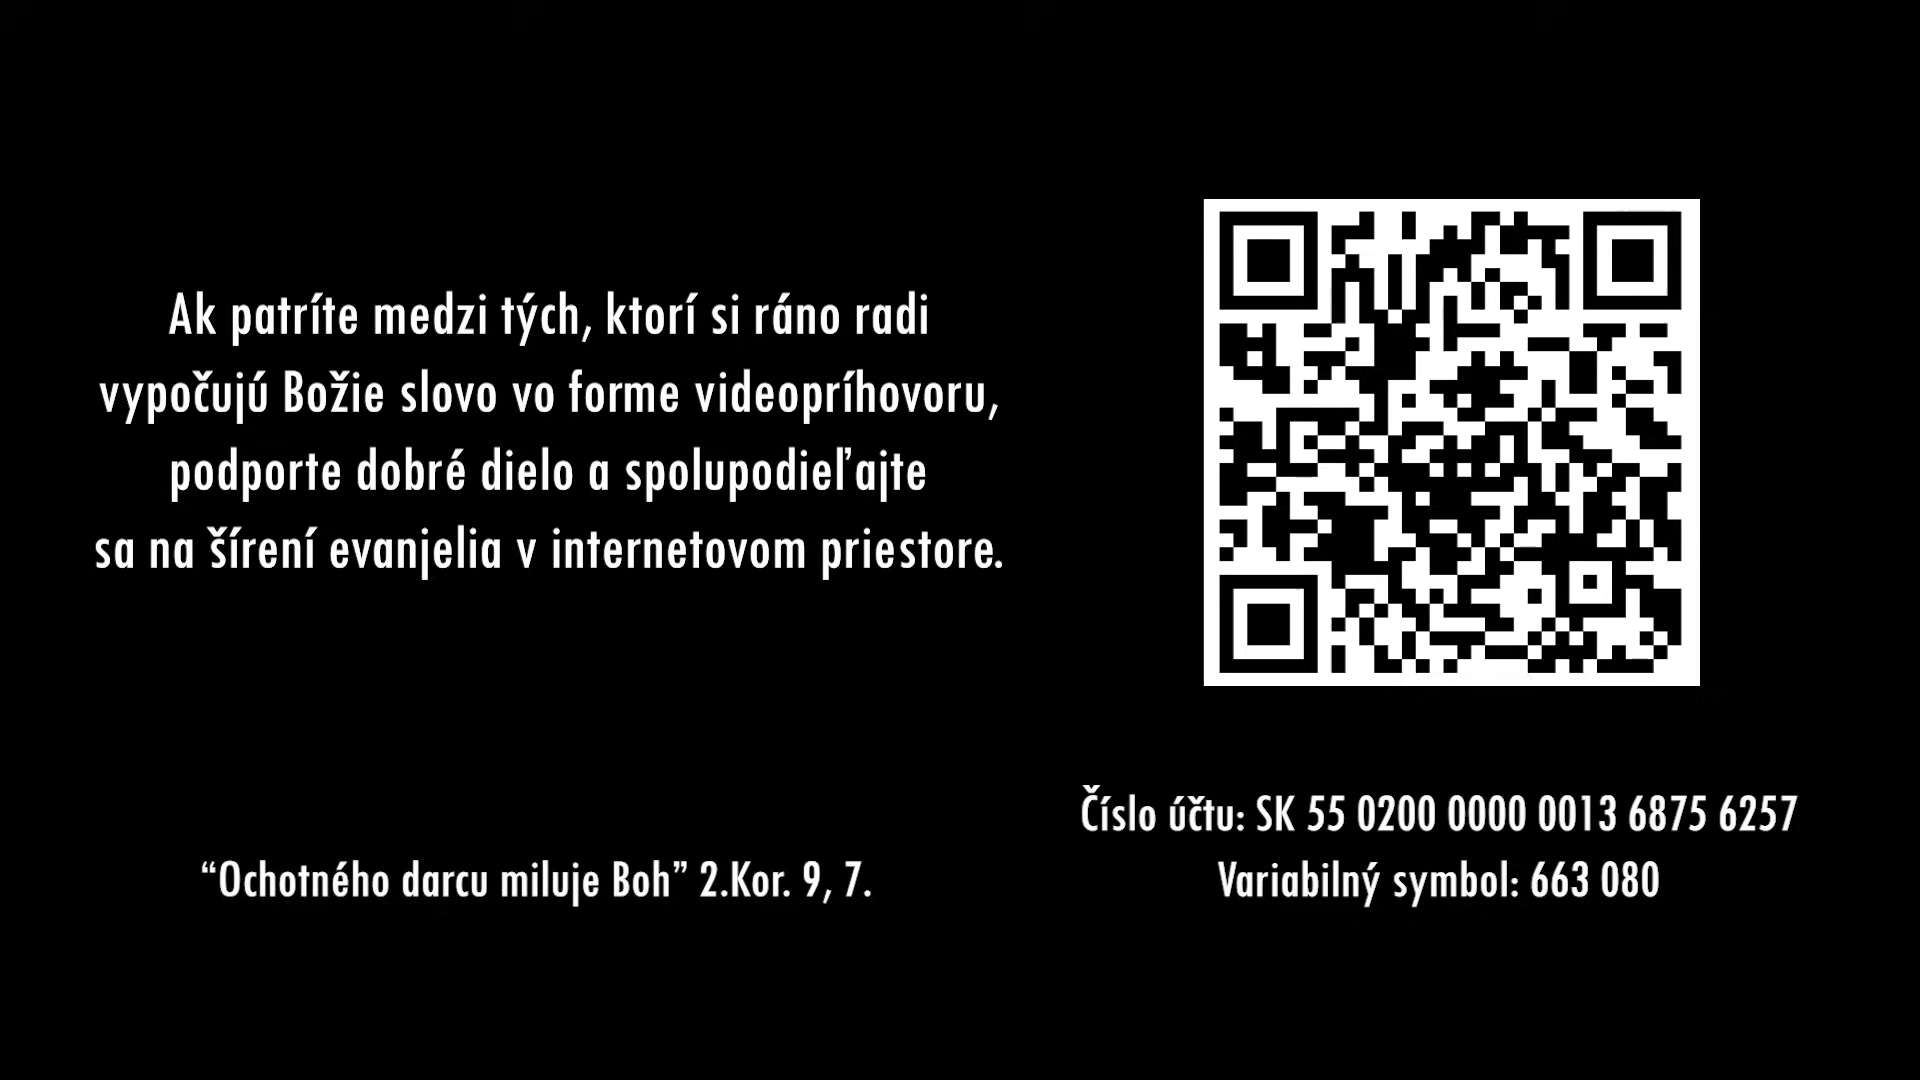 Ak patríte medzi tých, ktorí si ráno radi
vypočujú Božie slovo vo forme videopríhovoru,
podporte dobré dielo a spolupodieľajte
sa na šírení evanjelia v internetovom priestore.
“Ochotného darcu miluje Boh” 2.Kor. 9, 7.
Číslo účtu: SK 55 0200 0000 0013 6875 6257
Variabilný symbol: 663 080